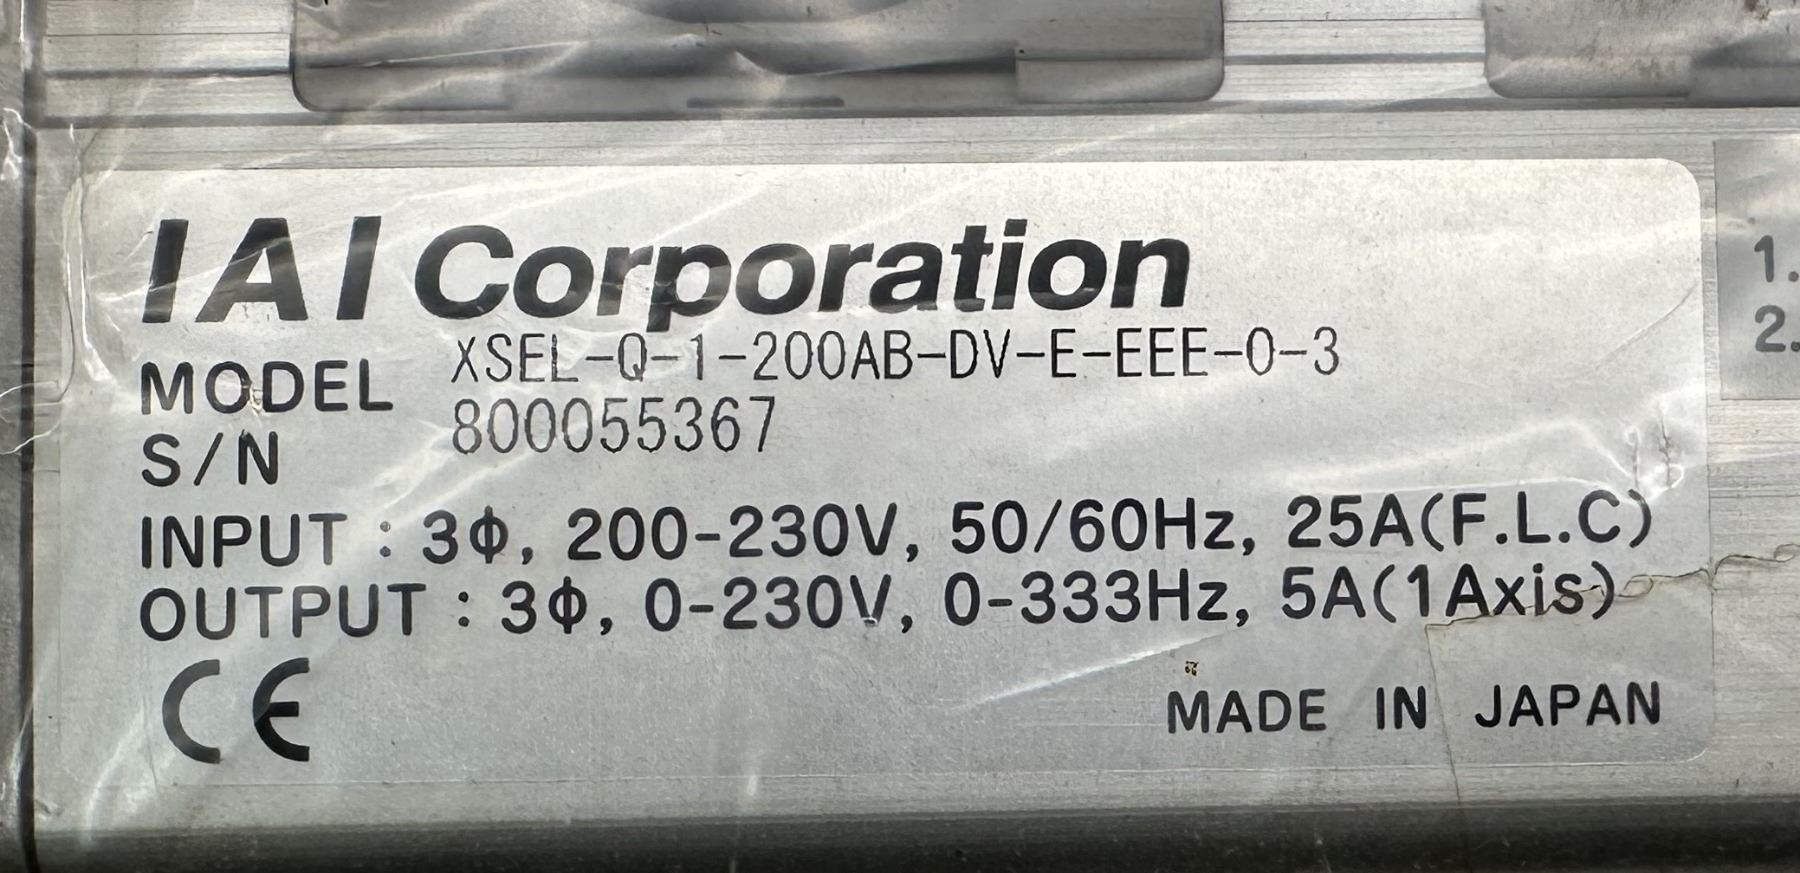 IAI Corporation
MODEL XSEL-Q-1-200AB-DV-E-EEE-0-3
S/N 800055367
INPUT : 3Φ, 200-230V, 50/60Hz, 25A(F.L.C)
OUTPUT : 3Φ, 0-230V, 0-333Hz, 5A(1Axis)
CE
MADE IN JAPAN
1.
2.